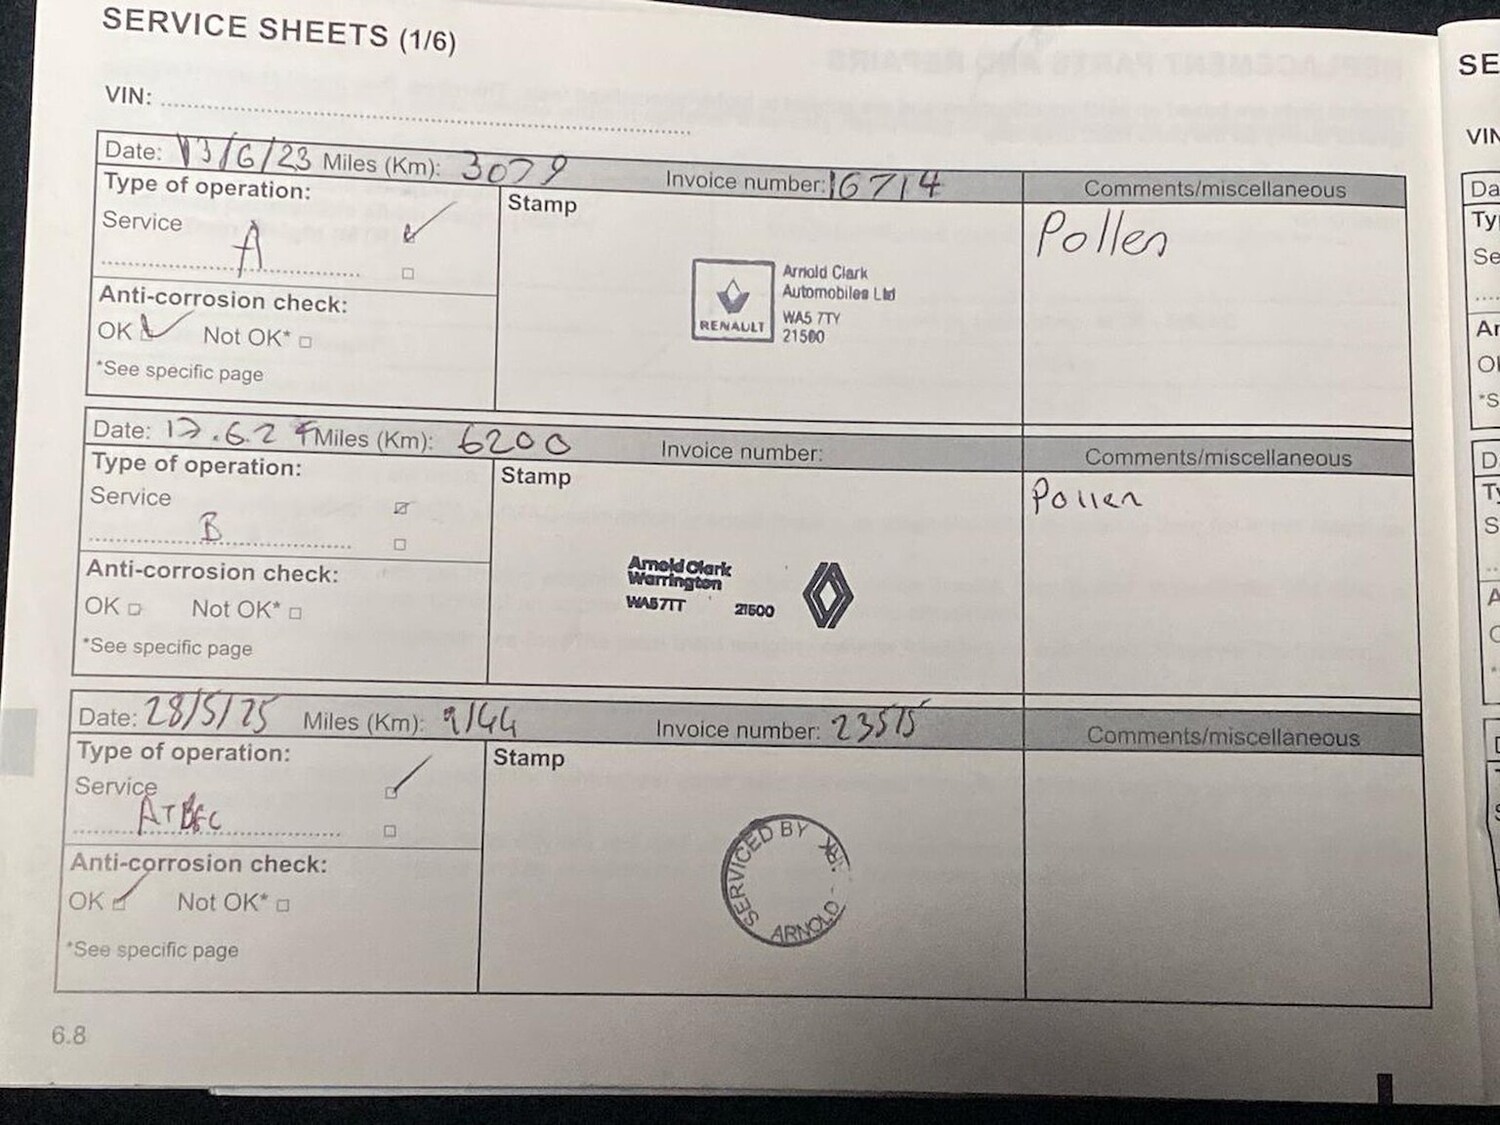 SERVICE SHEETS (1/6)
VIN:
Date: 13/6/23 Miles (Km): 3079 Invoice number: 16714 Comments/miscellaneous
Type of operation:
Service
A
Stamp
Pollen
RENAULT
Arnold Clark
Automobiles Ltd
WA5 7TY
21500
Anti-corrosion check:
OK Not OK*
*See specific page
Date: 17.6.24 Miles (Km): 6200 Invoice number: Comments/miscellaneous
Type of operation:
Service
B
Stamp
Pollen
Arnold Clark
Warrington
WA5 7TT 21500
Anti-corrosion check:
OK Not OK*
*See specific page
Date: 28/5/25 Miles (Km): 9144 Invoice number: 23575 Comments/miscellaneous
Type of operation:
Service
Stamp
SERVICED BY
ARNOLD
Anti-corrosion check:
OK Not OK*
*See specific page
6.8
SE
VIN